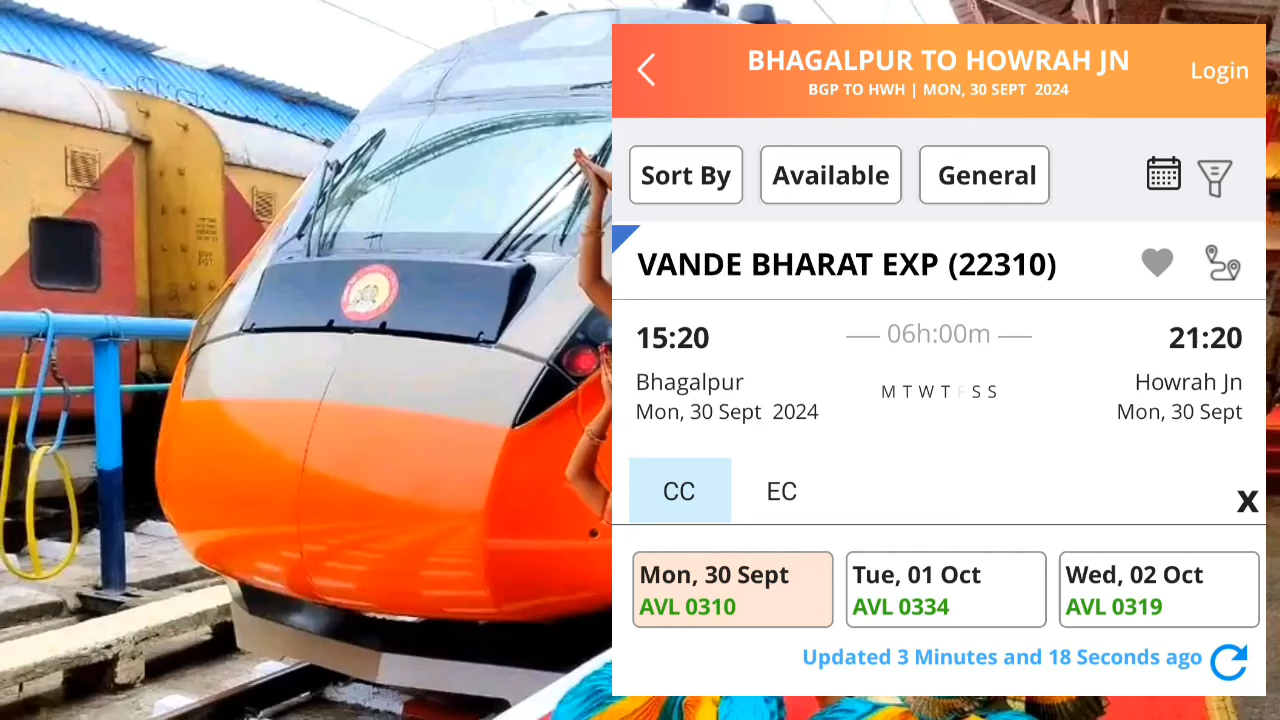 BHAGALPUR TO HOWRAH JN
BGP TO HWH | MON, 30 SEPT 2024
Login
Sort By
Available
General
VANDE BHARAT EXP (22310)
15:20
06h:00m
21:20
Bhagalpur
M T W T F S S
Howrah Jn
Mon, 30 Sept 2024
Mon, 30 Sept
CC
EC
X
Mon, 30 Sept
AVL 0310
Tue, 01 Oct
AVL 0334
Wed, 02 Oct
AVL 0319
Updated 3 Minutes and 18 Seconds ago